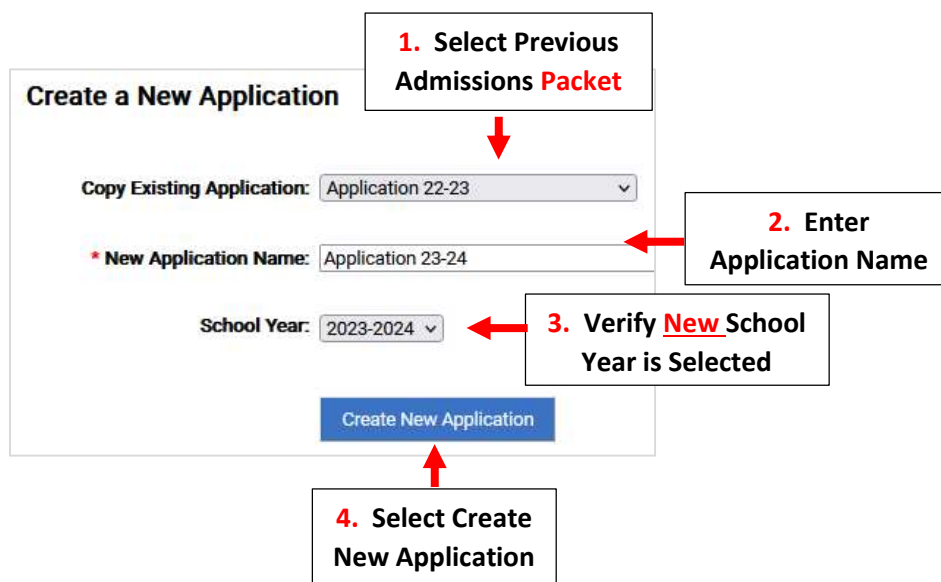 1. Select Previous
Admissions Packet
Create a New Application
Copy Existing Application: Application 22-23
2. Enter
Application Name
* New Application Name: Application 23-24
School Year: 2023-2024
3. Verify New School
Year is Selected
Create New Application
4. Select Create
New Application